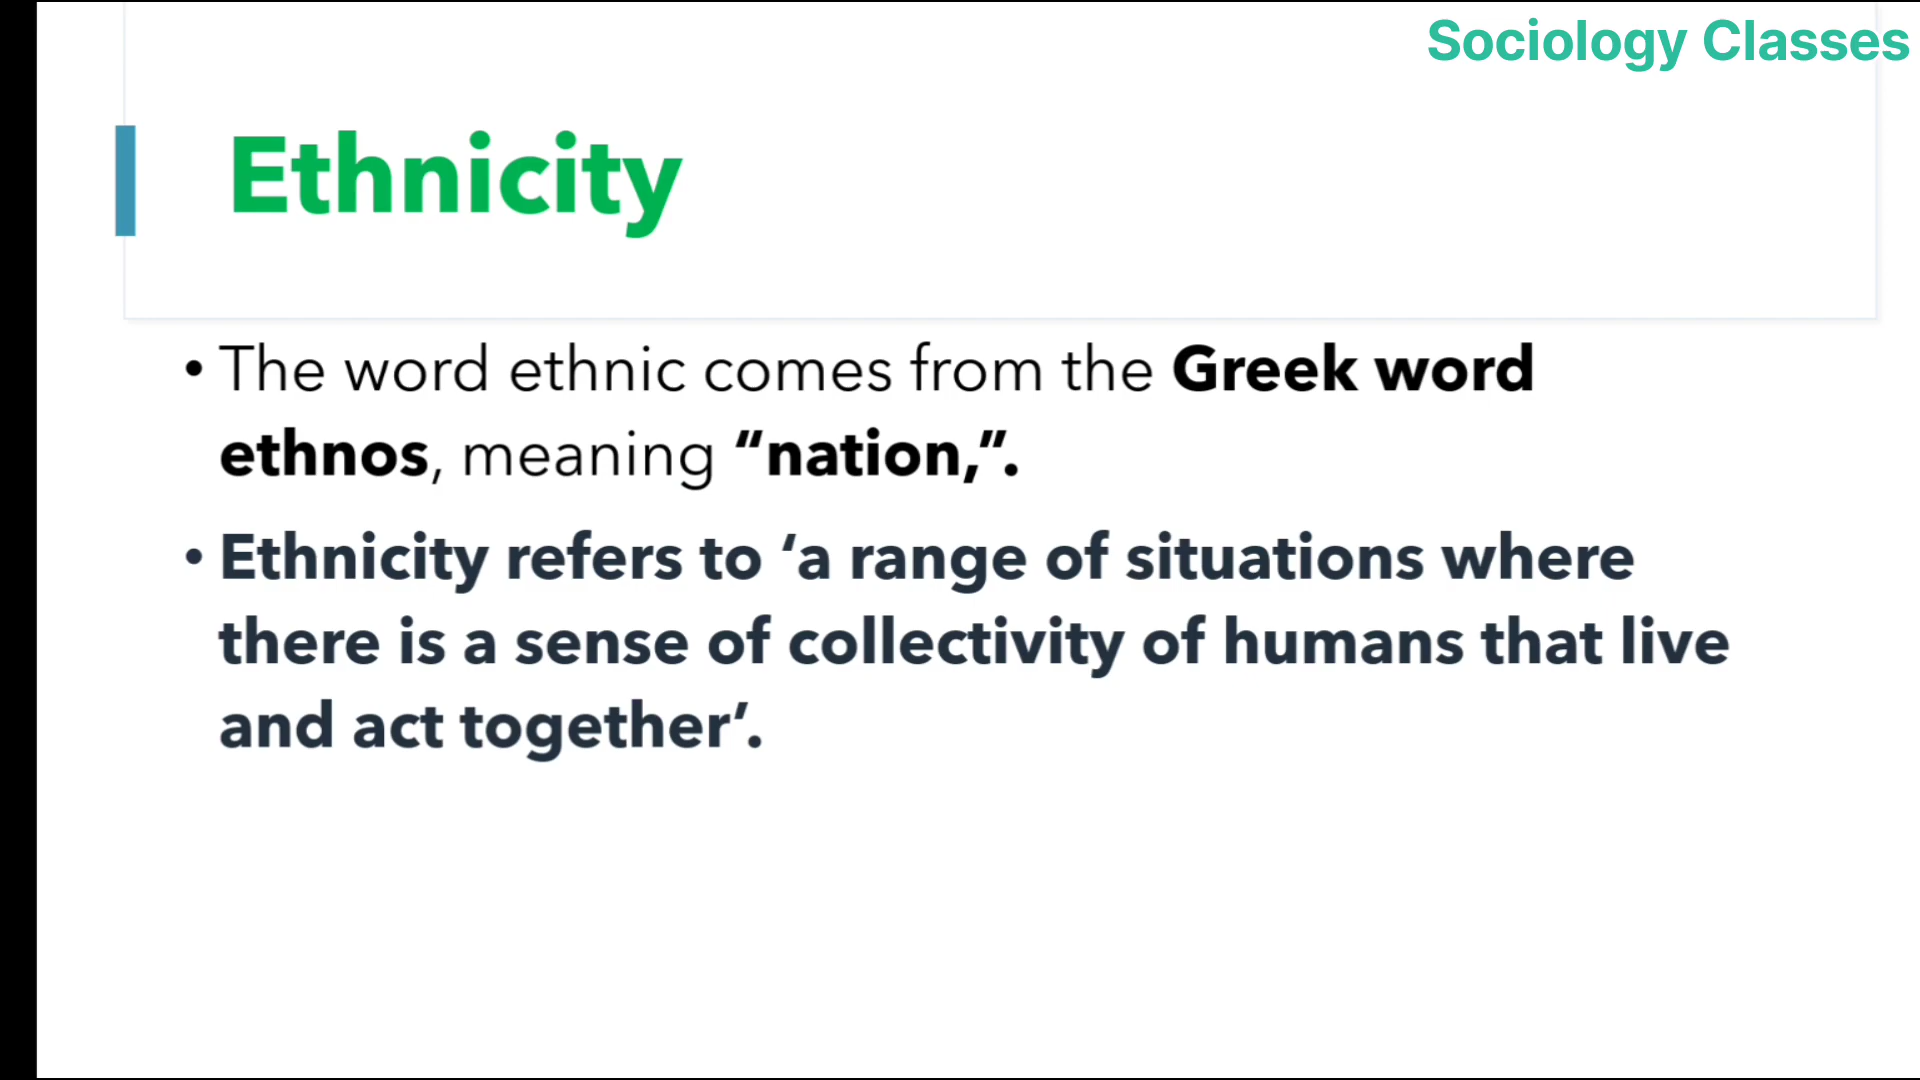 Sociology Classes
Ethnicity
• The word ethnic comes from the Greek word
ethnos, meaning “nation,”.
• Ethnicity refers to ‘a range of situations where
there is a sense of collectivity of humans that live
and act together’.